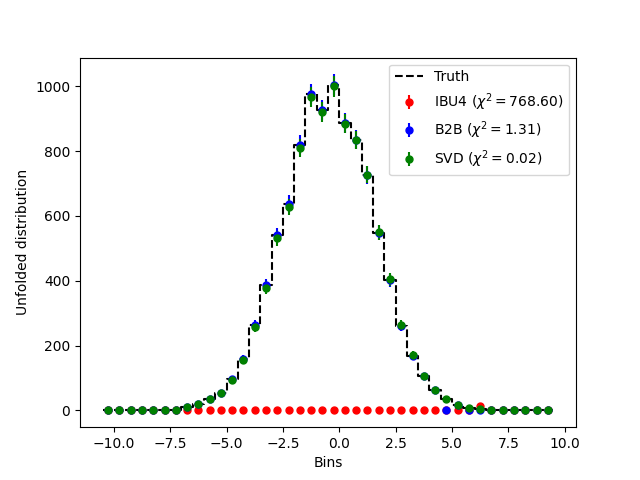 Truth
IBU4 (χ² = 768.60)
B2B (χ² = 1.31)
SVD (χ² = 0.02)
1000
800
600
400
200
0
Unfolded distribution
−10.0 −7.5 −5.0 −2.5 0.0 2.5 5.0 7.5 10.0
Bins